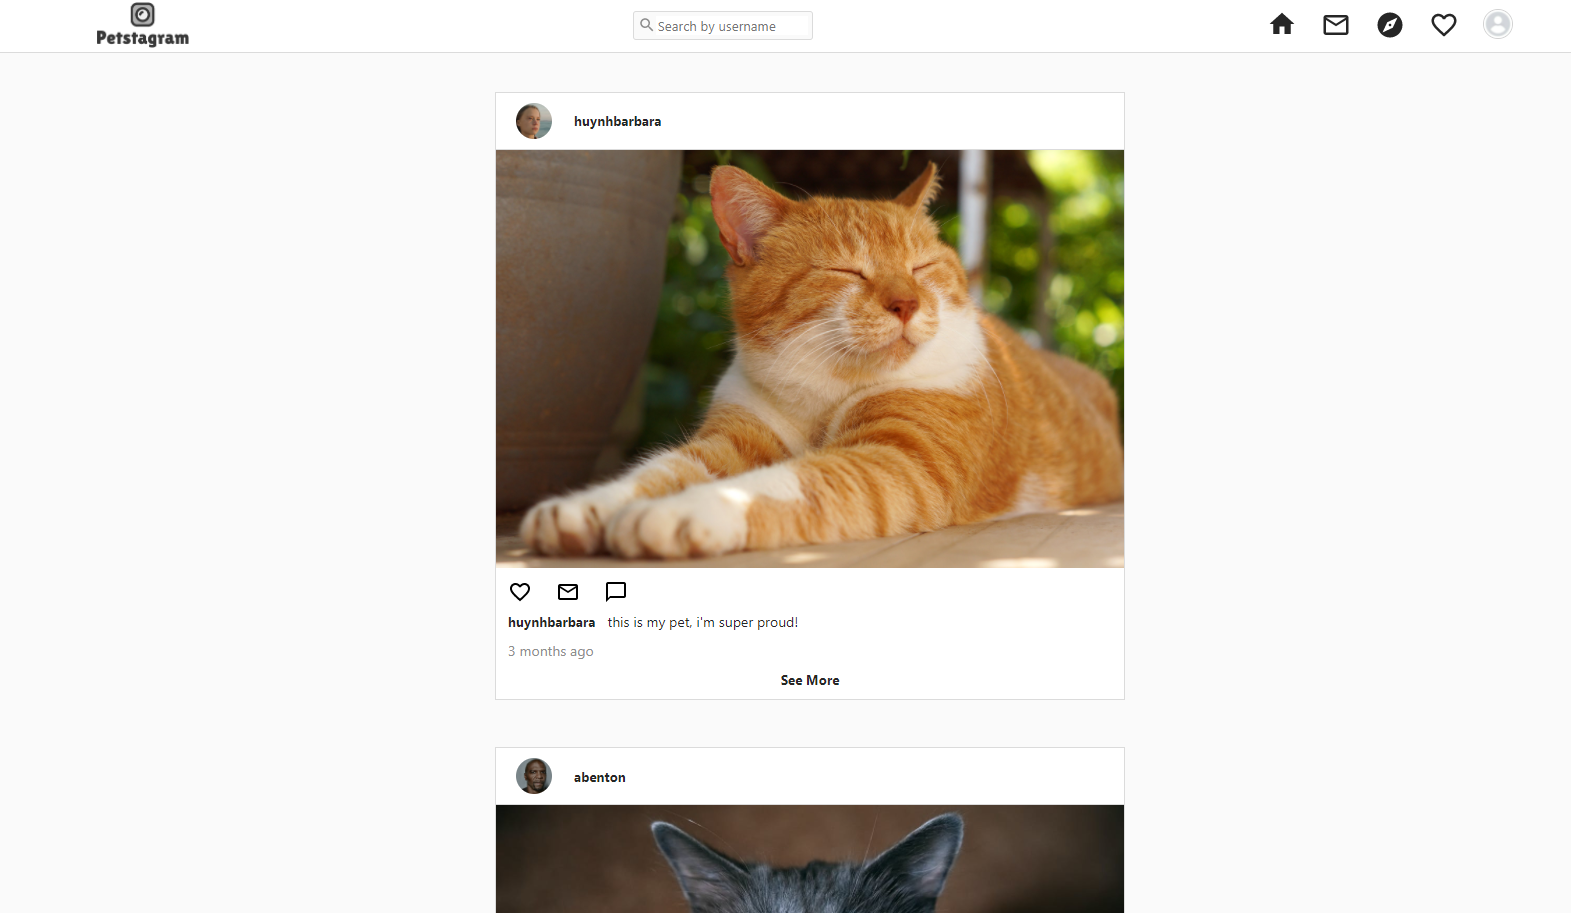 Petstagram
Search by username
huynhbarbara
huynhbarbara this is my pet, i'm super proud!
3 months ago
See More
abenton